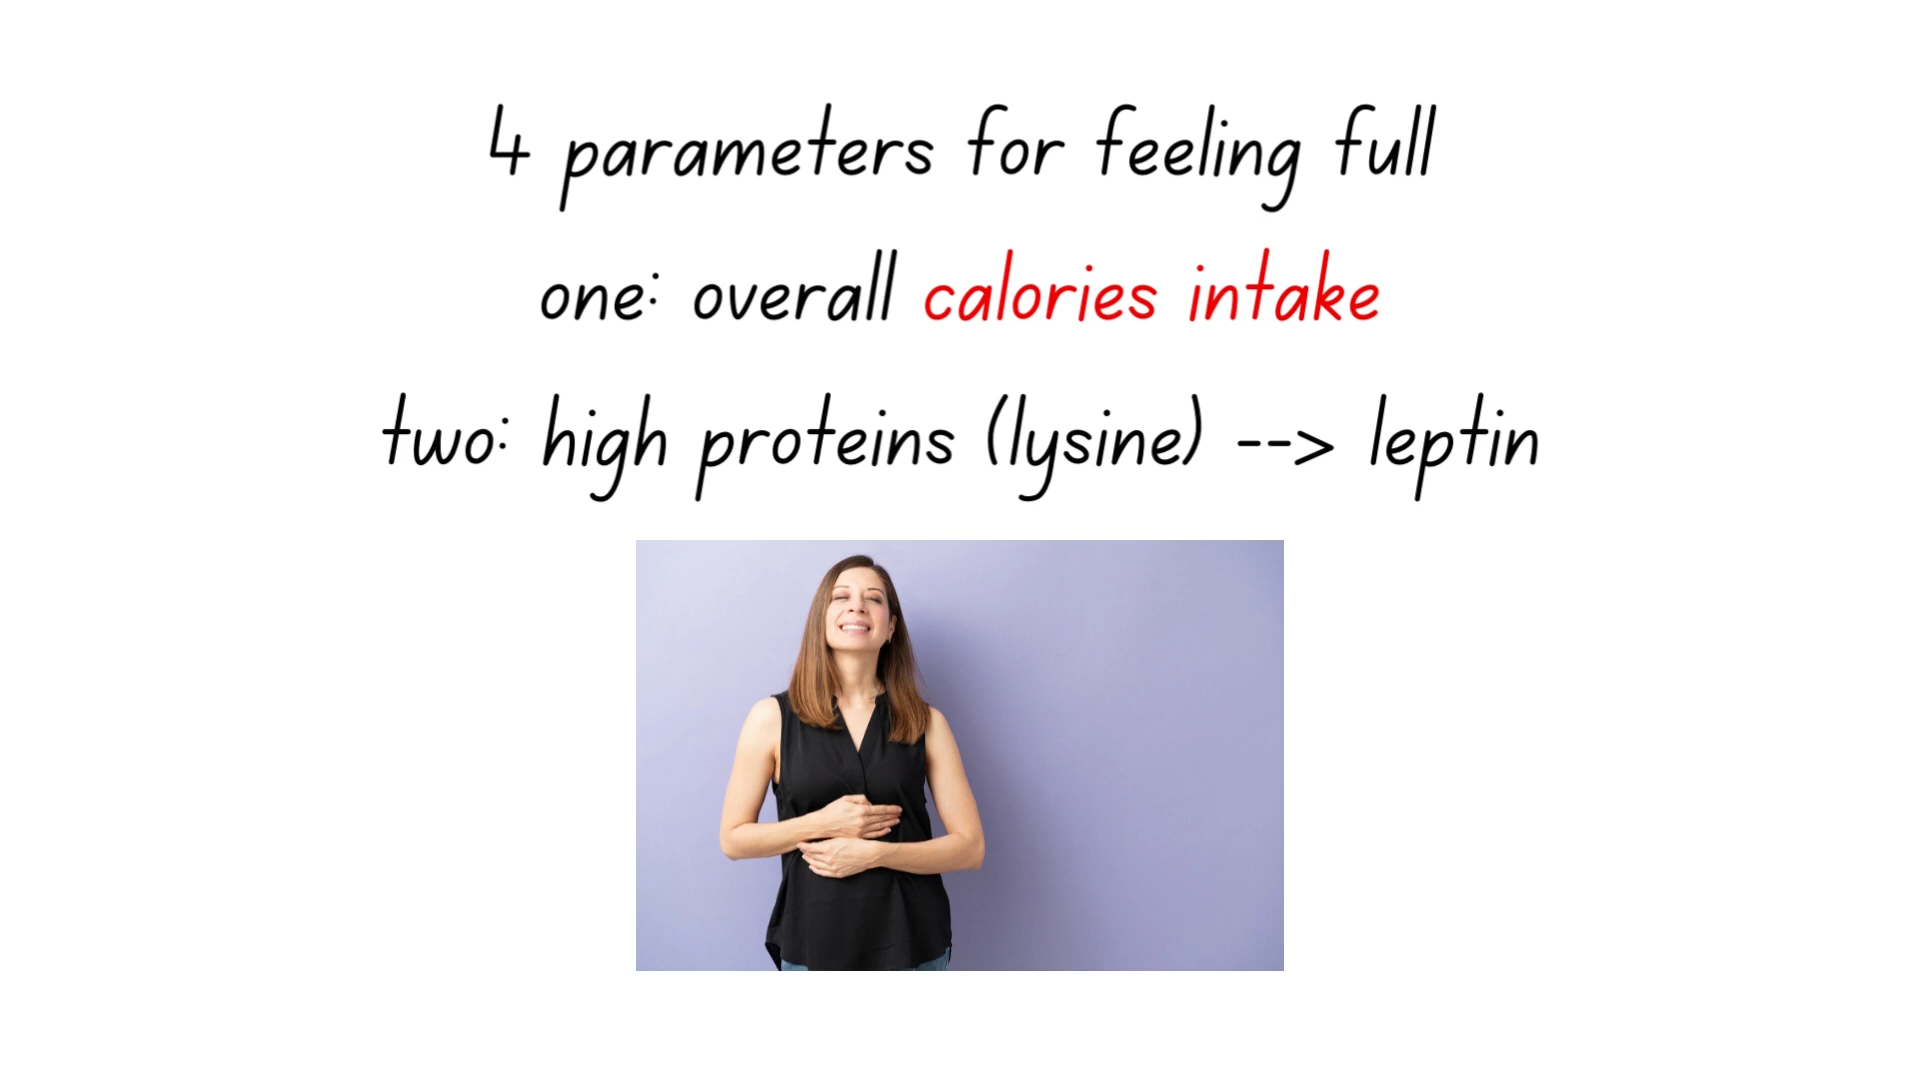 4 parameters for feeling full
one: overall calories intake
two: high proteins (lysine) --> leptin